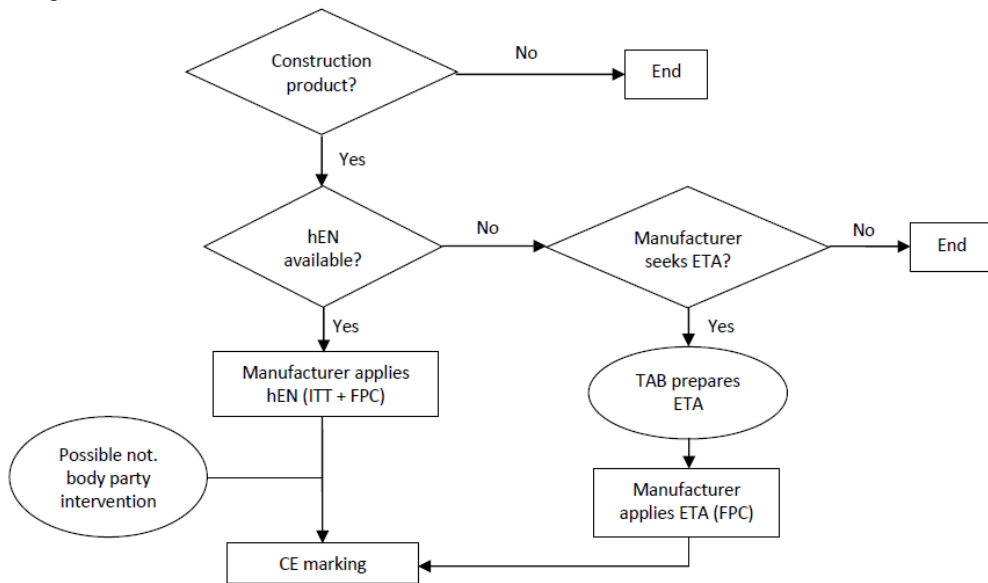 Construction
product?
No
End
Yes
hEN
available?
No
Manufacturer
seeks ETA?
No
End
Yes
Yes
Manufacturer applies
hEN (ITT + FPC)
TAB prepares
ETA
Possible not.
body party
intervention
Manufacturer
applies ETA (FPC)
CE marking